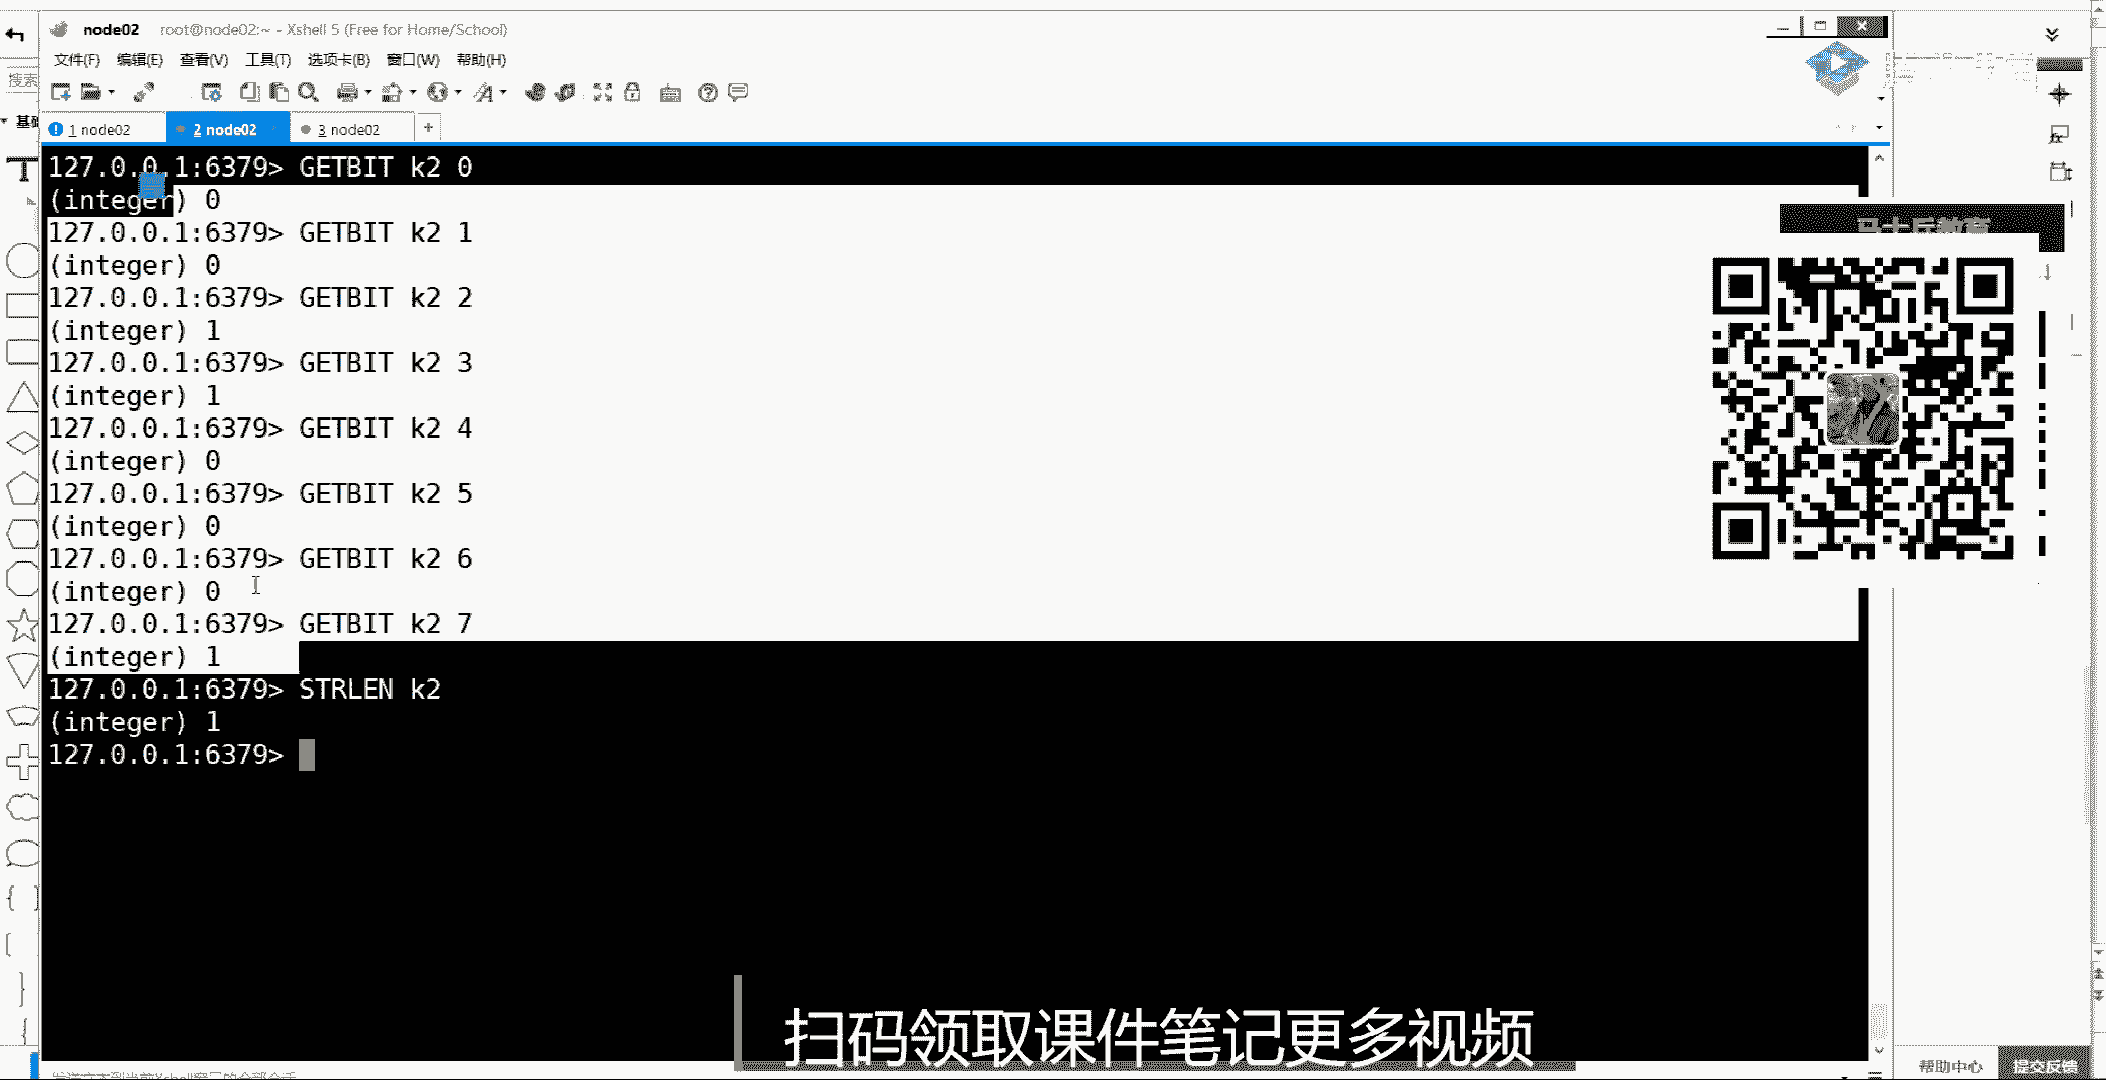 node02 root@node02:~ - Xshell 5 (Free for Home/School)
文件(F) 编辑(E) 查看(V) 工具(T) 选项卡(B) 窗口(W) 帮助(H)
搜索
基础
1 node02 2 node02 3 node02 +
127.0.0.1:6379> GETBIT k2 0
(integer) 0
127.0.0.1:6379> GETBIT k2 1
(integer) 0
127.0.0.1:6379> GETBIT k2 2
(integer) 1
127.0.0.1:6379> GETBIT k2 3
(integer) 1
127.0.0.1:6379> GETBIT k2 4
(integer) 0
127.0.0.1:6379> GETBIT k2 5
(integer) 0
127.0.0.1:6379> GETBIT k2 6
(integer) 0
127.0.0.1:6379> GETBIT k2 7
(integer) 1
127.0.0.1:6379> STRLEN k2
(integer) 1
127.0.0.1:6379>
马士兵教育
扫码领取课件笔记更多视频
帮助中心 提交反馈